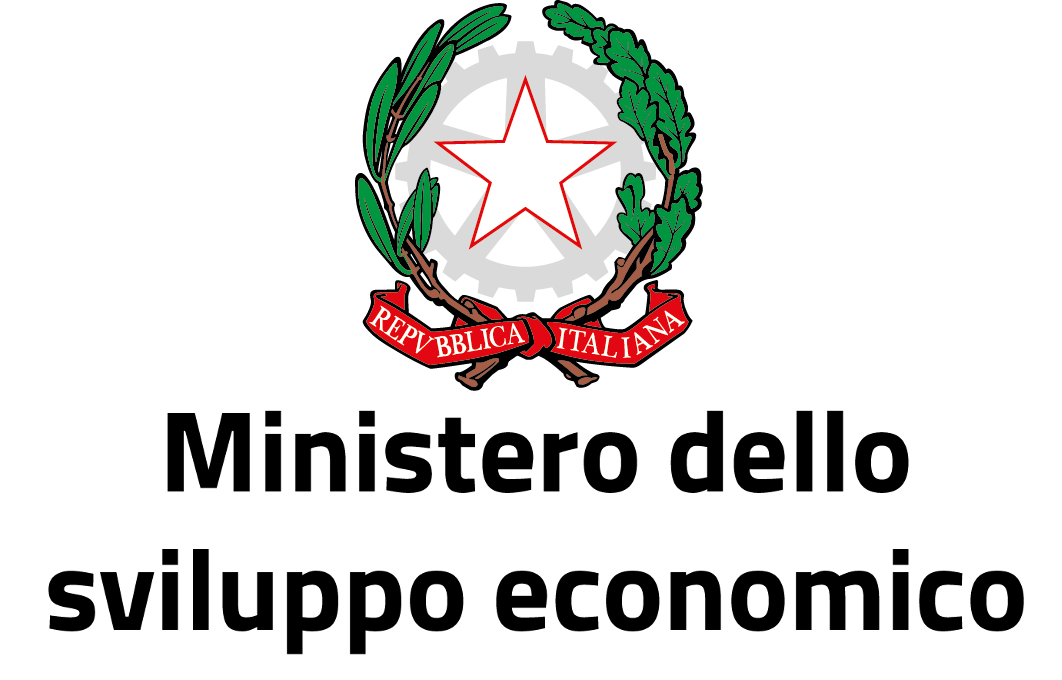 REPVBBLICA ITALIANA
Ministero dello
sviluppo economico